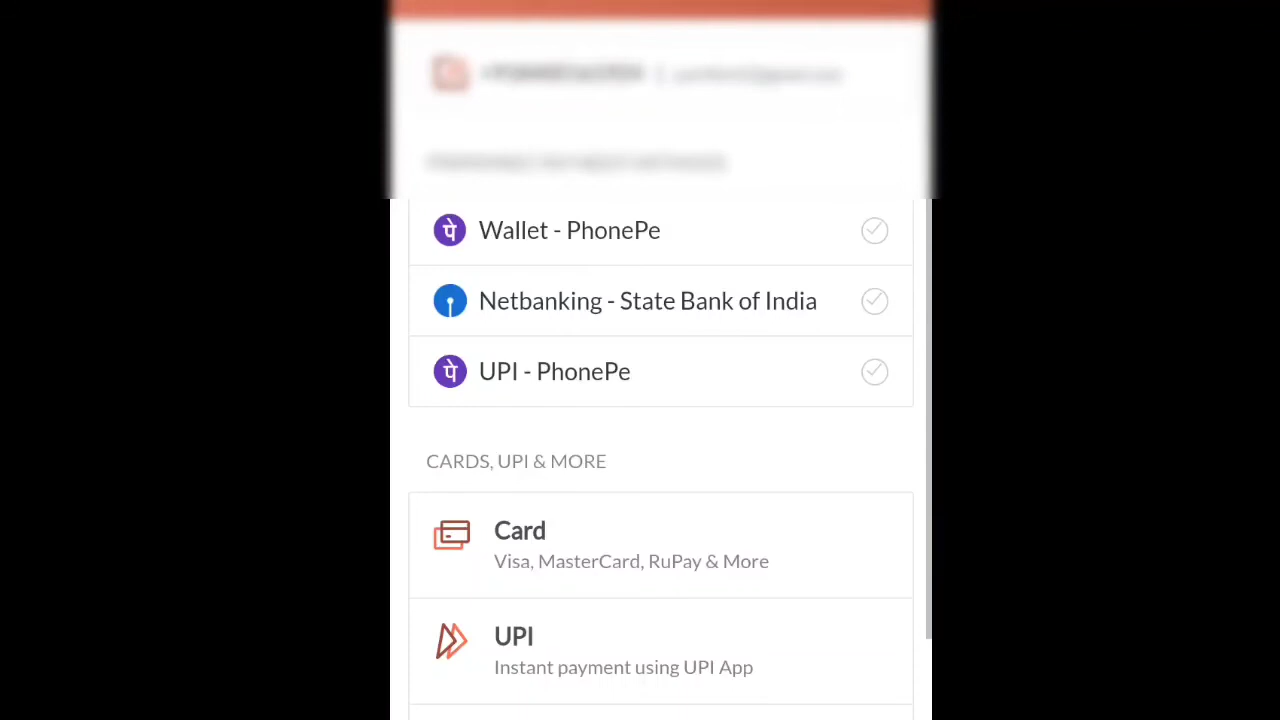 Wallet - PhonePe
Netbanking - State Bank of India
UPI - PhonePe
CARDS, UPI & MORE
Card
Visa, MasterCard, RuPay & More
UPI
Instant payment using UPI App